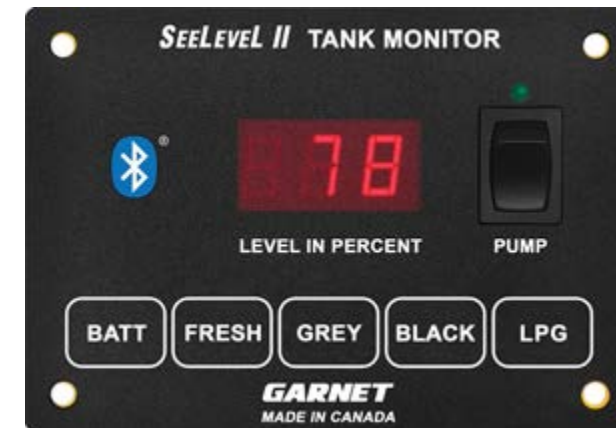 SEELEVEL II TANK MONITOR
®
78
LEVEL IN PERCENT
PUMP
BATT FRESH GREY BLACK LPG
GARNET
MADE IN CANADA